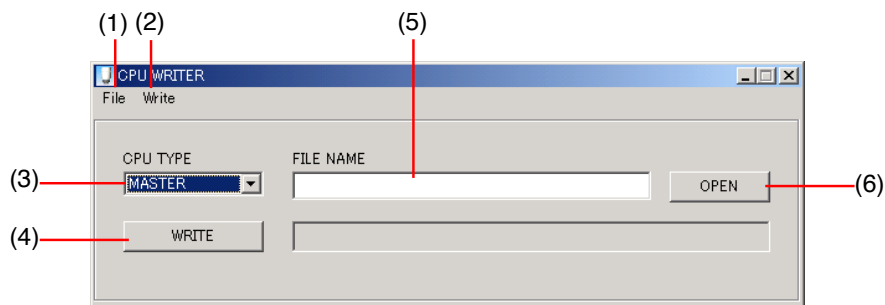 (1) (2) (5)
CPU WRITER
File Write
CPU TYPE FILE NAME
(3) MASTER OPEN (6)
(4) WRITE